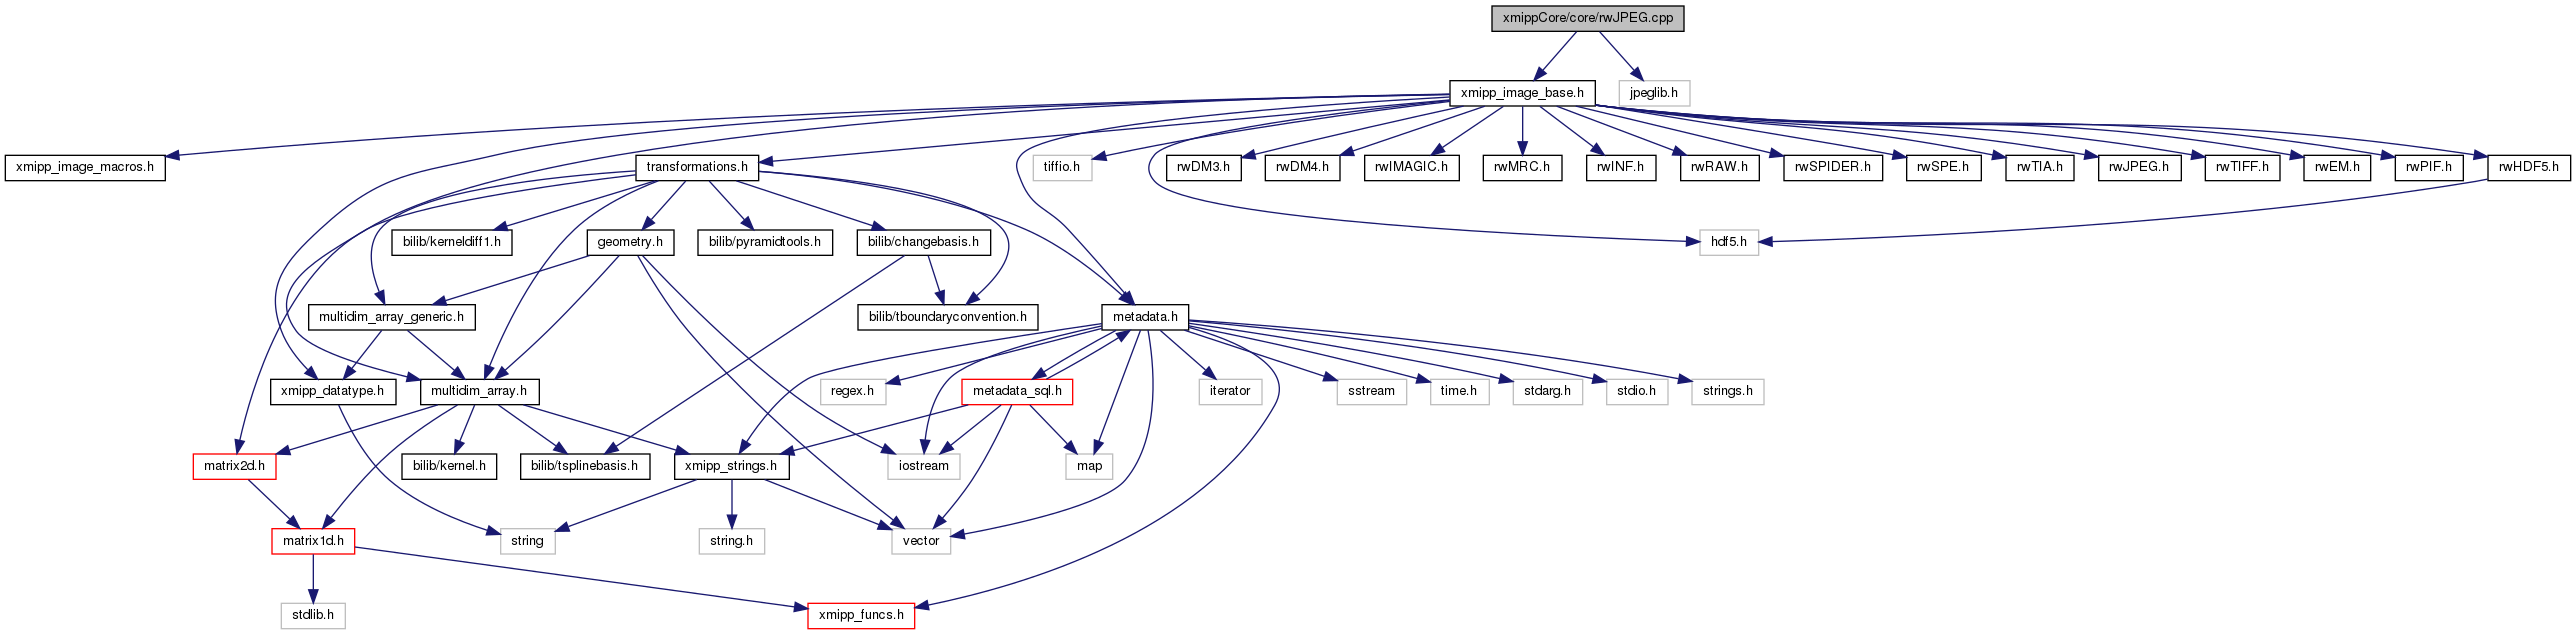 xmippCore/core/rwJPEG.cpp
xmipp_image_base.h
jpeglib.h
xmipp_image_macros.h
transformations.h
tiffio.h
rwDM3.h
rwDM4.h
rwIMAGIC.h
rwMRC.h
rwINF.h
rwRAW.h
rwSPIDER.h
rwSPE.h
rwTIA.h
rwJPEG.h
rwTIFF.h
rwEM.h
rwPIF.h
rwHDF5.h
bilib/kerneldiff1.h
geometry.h
bilib/pyramidtools.h
bilib/changebasis.h
hdf5.h
multidim_array_generic.h
bilib/tboundaryconvention.h
metadata.h
xmipp_datatype.h
multidim_array.h
regex.h
metadata_sql.h
iterator
sstream
time.h
stdarg.h
stdio.h
strings.h
matrix2d.h
bilib/kernel.h
bilib/tsplinebasis.h
xmipp_strings.h
iostream
map
matrix1d.h
string
string.h
vector
stdlib.h
xmipp_funcs.h